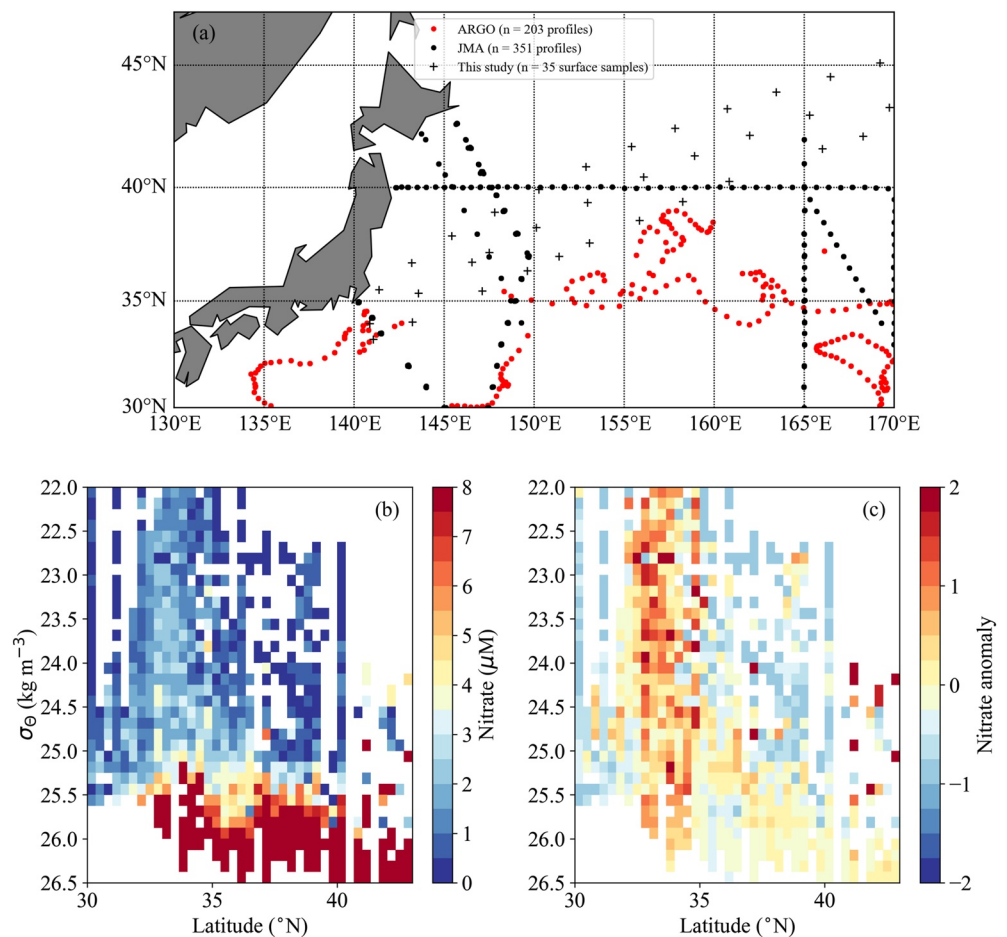 (a)
ARGO (n = 203 profiles)
JMA (n = 351 profiles)
This study (n = 35 surface samples)
45°N
40°N
35°N
30°N
130°E 135°E 140°E 145°E 150°E 155°E 160°E 165°E 170°E
(b)
22.0
22.5
23.0
23.5
24.0
24.5
25.0
25.5
26.0
26.5
σΘ (kg m−3)
30 35 40
Latitude (°N)
8
7
6
5
4
3
2
1
0
Nitrate (μM)
(c)
22.0
22.5
23.0
23.5
24.0
24.5
25.0
25.5
26.0
26.5
30 35 40
Latitude (°N)
2
1
0
−1
−2
Nitrate anomaly